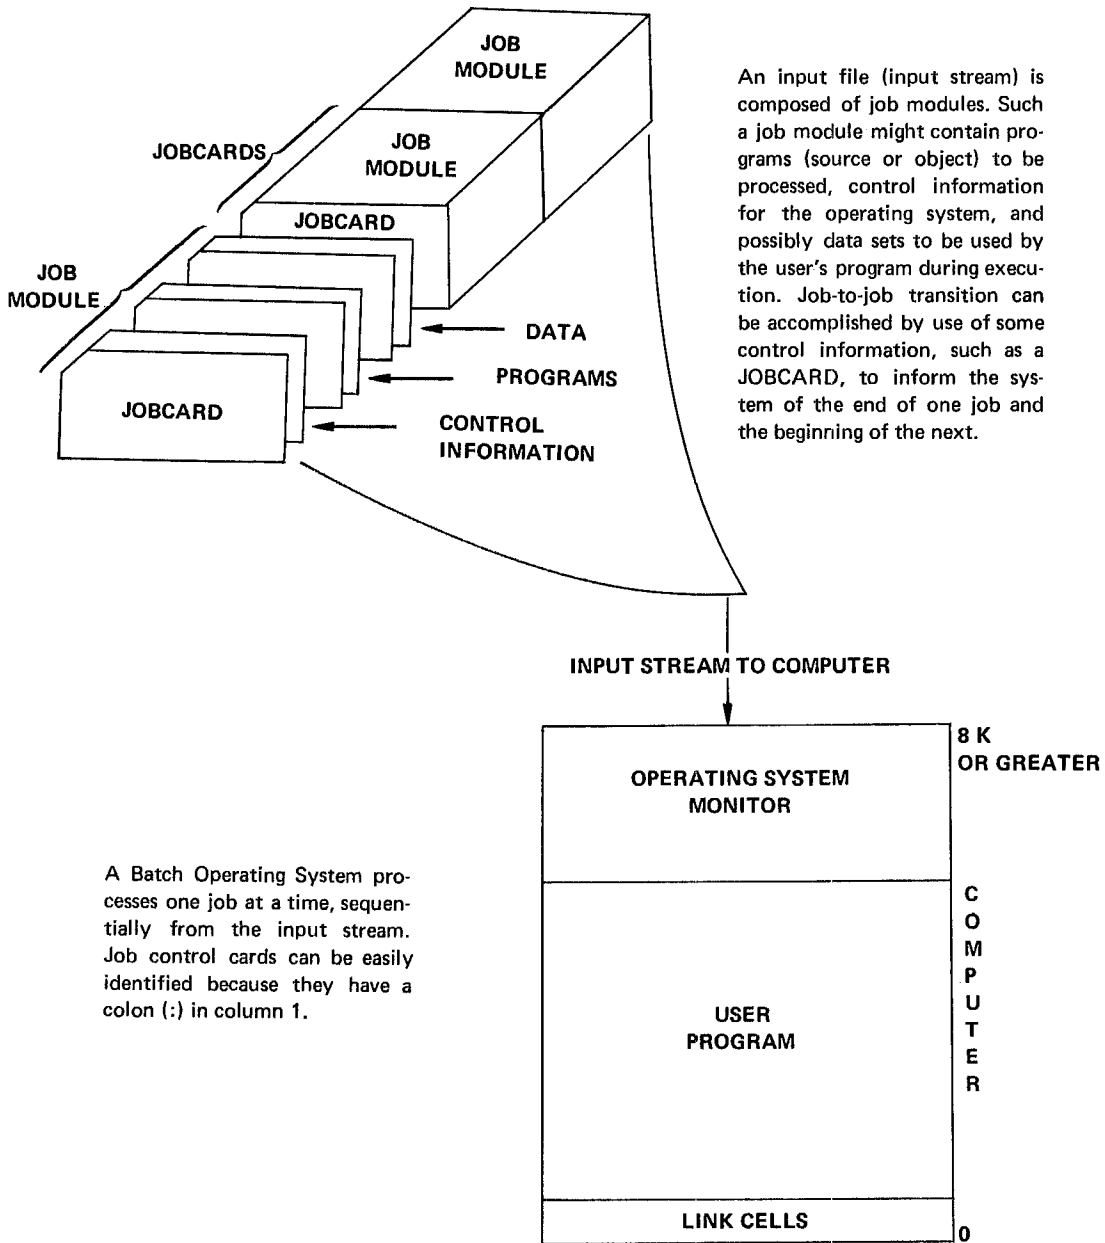 JOB
MODULE
JOBCARDS
JOB
MODULE
JOBCARD
JOB
MODULE
DATA
PROGRAMS
JOBCARD
CONTROL
INFORMATION
An input file (input stream) is
composed of job modules. Such
a job module might contain pro-
grams (source or object) to be
processed, control information
for the operating system, and
possibly data sets to be used by
the user's program during execu-
tion. Job-to-job transition can
be accomplished by use of some
control information, such as a
JOBCARD, to inform the sys-
tem of the end of one job and
the beginning of the next.
INPUT STREAM TO COMPUTER
8 K
OR GREATER
OPERATING SYSTEM
MONITOR
A Batch Operating System pro-
cesses one job at a time, sequen-
tially from the input stream.
Job control cards can be easily
identified because they have a
colon (:) in column 1.
USER
PROGRAM
COMPUTER
LINK CELLS
0